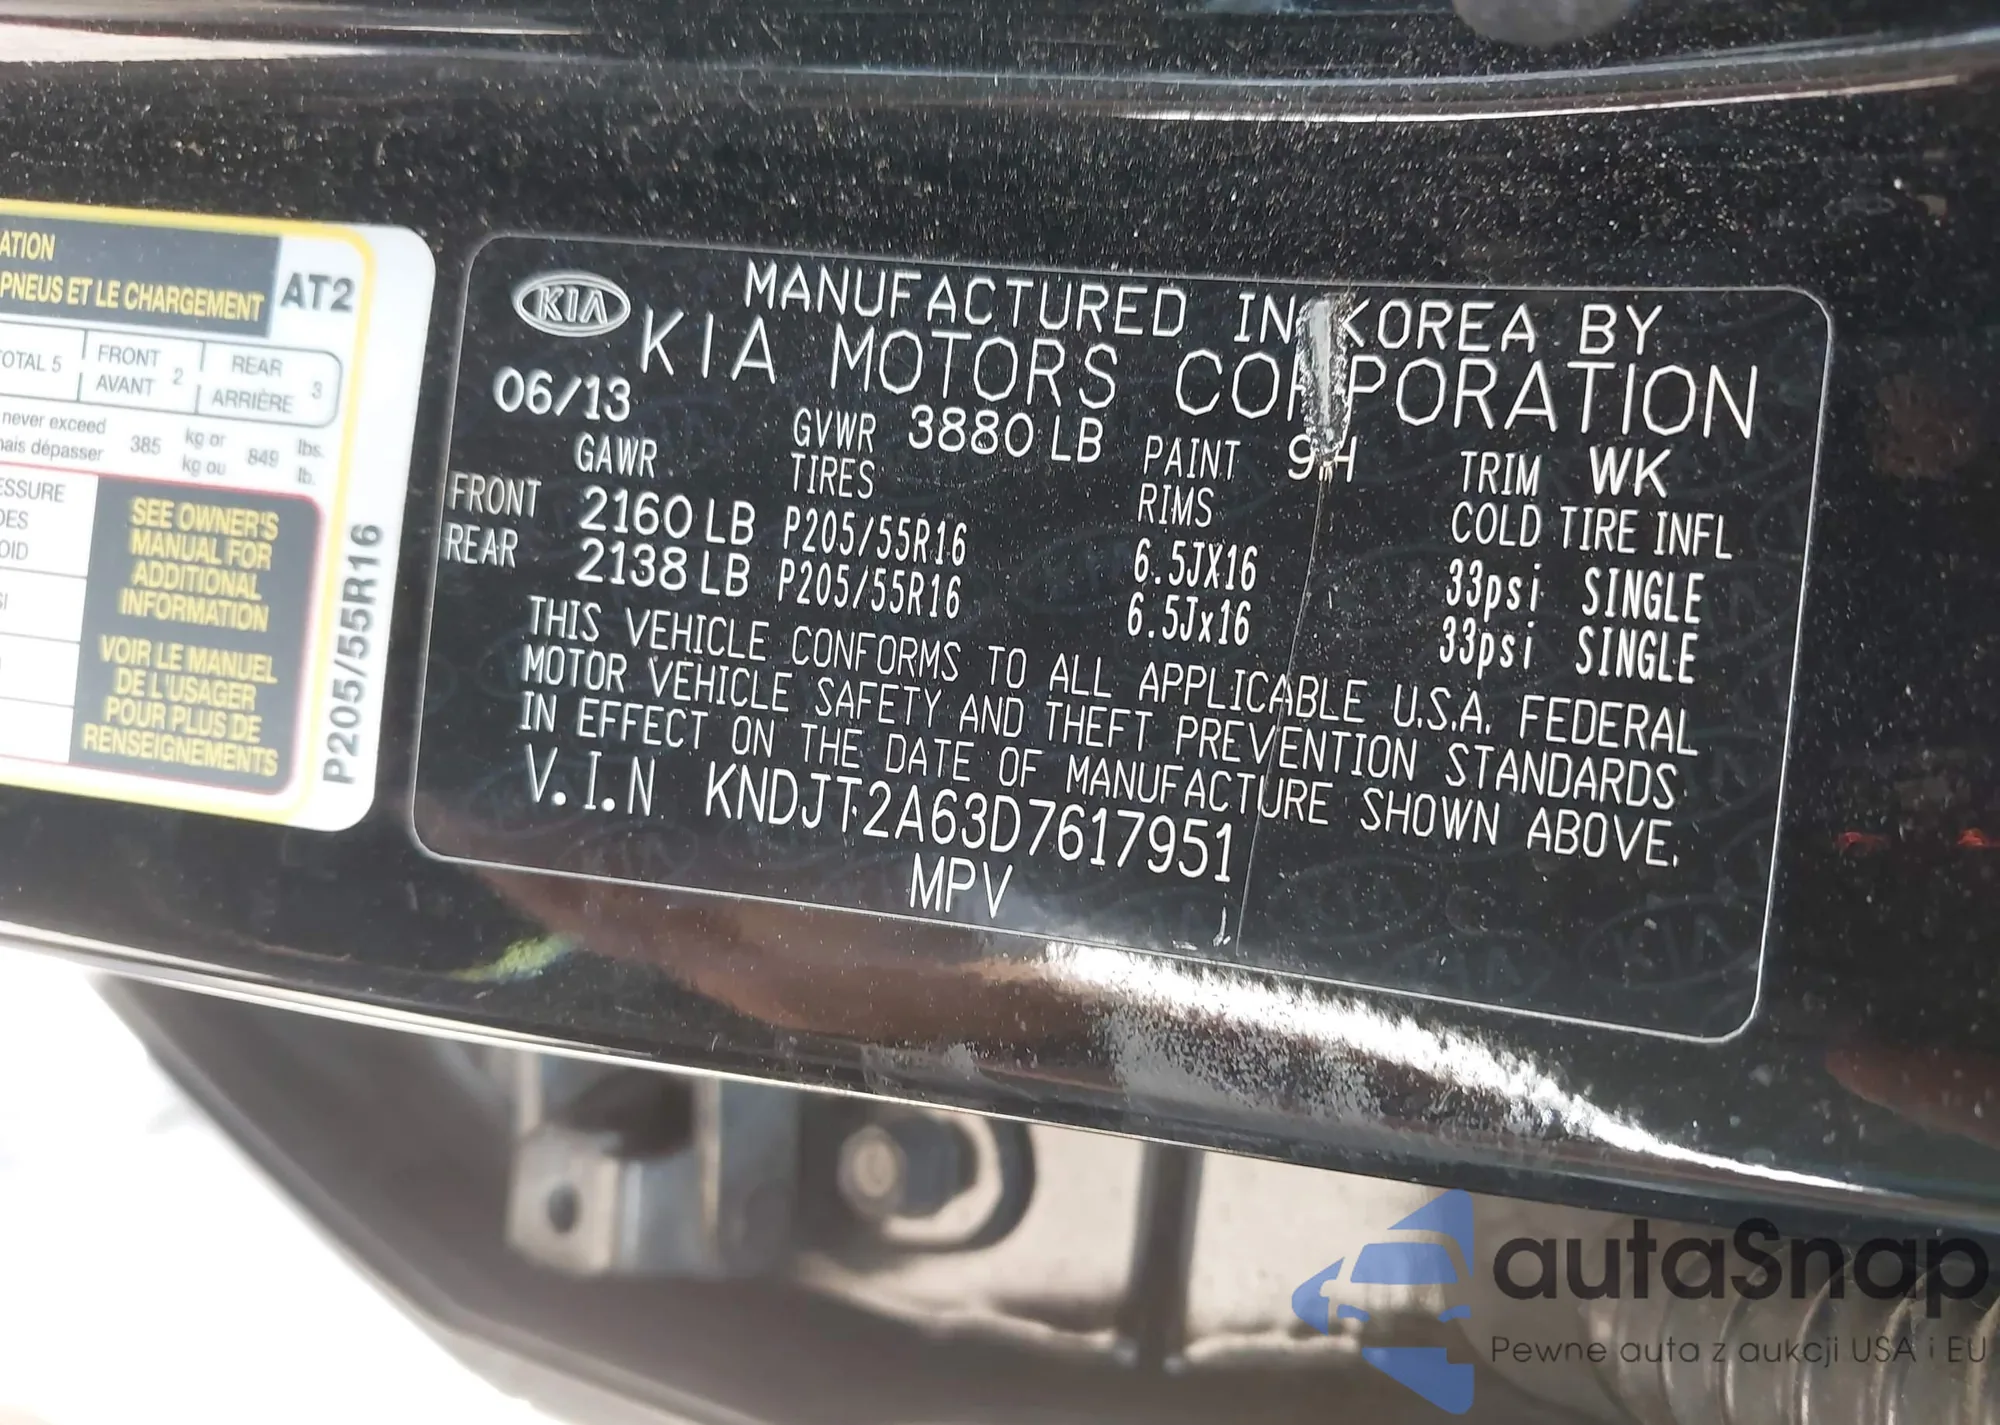 ATION
PNEUS ET LE CHARGEMENT AT2
OTAL 5 FRONT AVANT 2 REAR ARRIÈRE 3
never exceed 385 kg or 849 lbs.
ais dépasser kg ou lb.
ESSURE
DES
OID
SI
SEE OWNER'S
MANUAL FOR
ADDITIONAL
INFORMATION
VOIR LE MANUEL
DE L'USAGER
POUR PLUS DE
RENSEIGNEMENTS
P205/55R16
KIA
MANUFACTURED IN KOREA BY
KIA MOTORS CORPORATION
06/13 GVWR 3880 LB PAINT 9H TRIM WK
GAWR TIRES RIMS COLD TIRE INFL
FRONT 2160 LB P205/55R16 6.5JX16 33psi SINGLE
REAR 2138 LB P205/55R16 6.5Jx16 33psi SINGLE
THIS VEHICLE CONFORMS TO ALL APPLICABLE U.S.A. FEDERAL
MOTOR VEHICLE SAFETY AND THEFT PREVENTION STANDARDS
IN EFFECT ON THE DATE OF MANUFACTURE SHOWN ABOVE.
V.I.N KNDJT2A63D7617951
MPV
autaSnap
Pewne auta z aukcji USA i EU